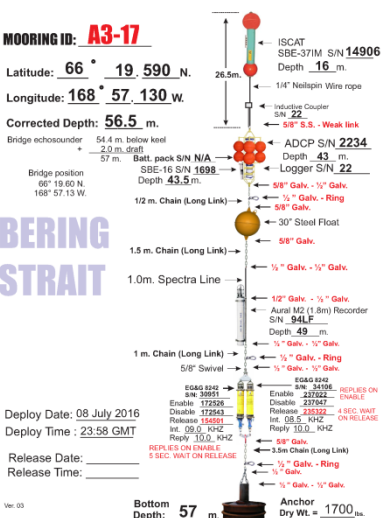 MOORING ID: A3-17
Latitude: 66 ° 19 .590 N.
Longitude: 168 ° 57 .130 W.
Corrected Depth: 56.5 m.
Bridge echosounder 54.4 m. below keel
+ 2.0 m. draft
57 m.
Bridge position
66° 19.60 N.
168° 57.13 W.
BERING
STRAIT
Deploy Date: 08 July 2016
Deploy Time : 23:58 GMT
Release Date:
Release Time:
Ver. 03
26.5m.
ISCAT
SBE-37IM S/N 14906
Depth 16 m.
1/4" Neilspin Wire rope
Inductive Coupler
S/N 22
5/8" S.S. - Weak link
ADCP S/N 2234
Depth 43 m.
Logger S/N 22
Batt. pack S/N N/A
SBE-16 S/N 1698
Depth 43.5 m.
5/8" Galv. - ½" Galv.
½ " Galv. - Ring
5/8" Galv.
1/2 m. Chain (Long Link)
30" Steel Float
5/8" Galv.
1.5 m. Chain (Long Link)
½ " Galv. - ½" Galv.
1.0m. Spectra Line
1/2" Galv. - ½ " Galv.
Aural M2 (1.8m) Recorder
S/N 94LF
Depth 49 m.
½ " Galv. - ½" Galv.
1 m. Chain (Long Link)
½ " Galv. - Ring
5/8" Swivel
½ " Galv. - ½" Galv.
EG&G 8242
S/N: 30951
Enable 172526
Disable 172543
Release 154501
Int. 09.0 KHZ
Reply 10.0 KHZ
REPLIES ON ENABLE
5 SEC. WAIT ON RELEASE
EG&G 8242
S/N: 34106
Enable 237022
Disable 237047
Release 235322
Int. 08.5 KHZ
Reply 10.0 KHZ
REPLIES ON
ENABLE
4 SEC. WAIT
ON RELEASE
5/8" Galv.
3.5m Chain (Long Link)
½ " Galv. - Ring
½ " Galv.
½ " Galv. - ½ " Galv.
Bottom
Depth: 57 m.
Anchor
Dry Wt. = 1700 lbs.